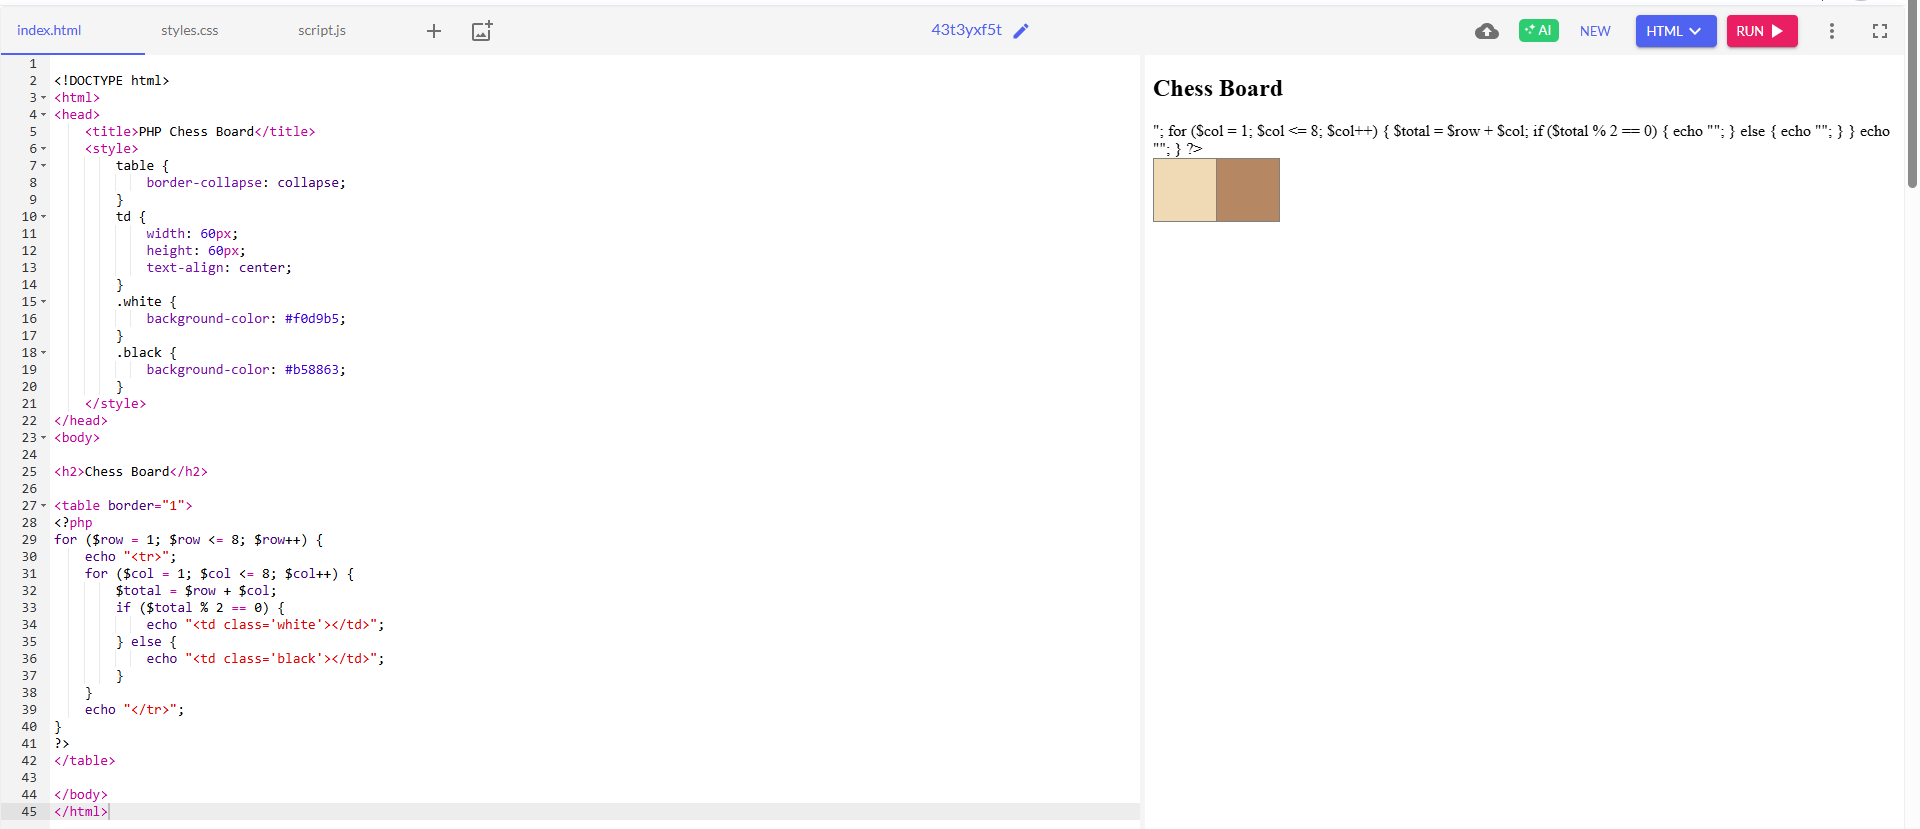 index.html styles.css script.js 43t3yxf5t AI NEW HTML RUN
1
2 <!DOCTYPE html>
3 <html>
4 <head>
5 <title>PHP Chess Board</title>
6 <style>
7 table {
8 border-collapse: collapse;
9 }
10 td {
11 width: 60px;
12 height: 60px;
13 text-align: center;
14 }
15 .white {
16 background-color: #f0d9b5;
17 }
18 .black {
19 background-color: #b58863;
20 }
21 </style>
22 </head>
23 <body>
24
25 <h2>Chess Board</h2>
26
27 <table border="1">
28 <?php
29 for ($row = 1; $row <= 8; $row++) {
30 echo "<tr>";
31 for ($col = 1; $col <= 8; $col++) {
32 $total = $row + $col;
33 if ($total % 2 == 0) {
34 echo "<td class='white'></td>";
35 } else {
36 echo "<td class='black'></td>";
37 }
38 }
39 echo "</tr>";
40 }
41 ?>
42 </table>
43
44 </body>
45 </html>
Chess Board
"; for ($col = 1; $col <= 8; $col++) { $total = $row + $col; if ($total % 2 == 0) { echo ""; } else { echo ""; } } echo
""; } ?>